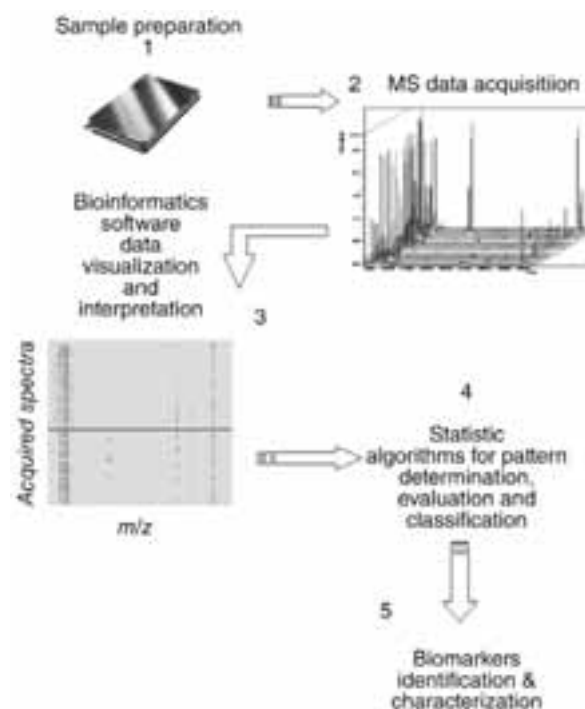 Sample preparation
1
2 MS data acquisitiion
Bioinformatics
software
data
visualization
and
interpretation
3
Acquired spectra
m/z
4
Statistic
algorithms for pattern
determination,
evaluation and
classification
5
Biomarkers
identification &
characterization